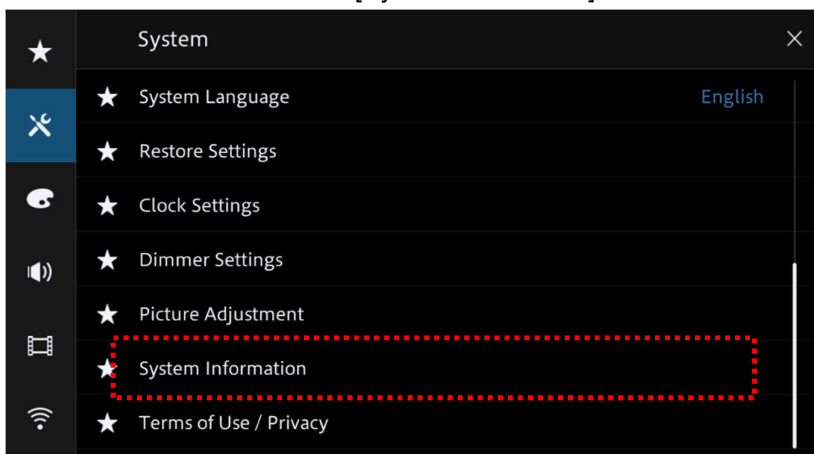 System
System Language English
Restore Settings
Clock Settings
Dimmer Settings
Picture Adjustment
System Information
Terms of Use / Privacy